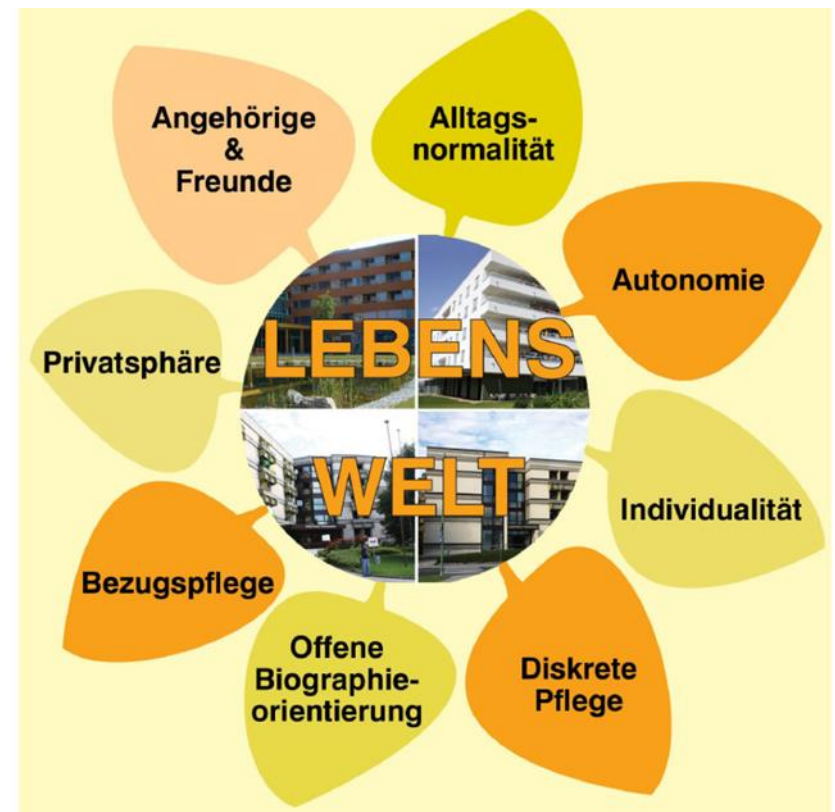 Angehörige
&
Freunde
Alltags-
normalität
Autonomie
Privatsphäre
LEBENS
WELT
Individualität
Bezugspflege
Offene
Biographie-
orientierung
Diskrete
Pflege